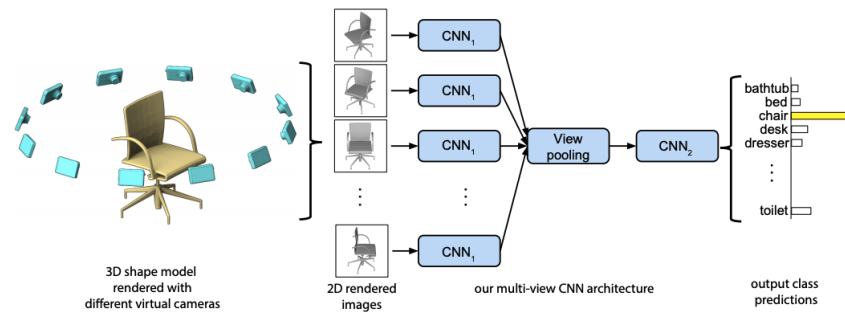 CNN1
CNN1
CNN1
CNN1
View
pooling
CNN2
bathtub
bed
chair
desk
dresser
toilet
3D shape model
rendered with
different virtual cameras
2D rendered
images
our multi-view CNN architecture
output class
predictions